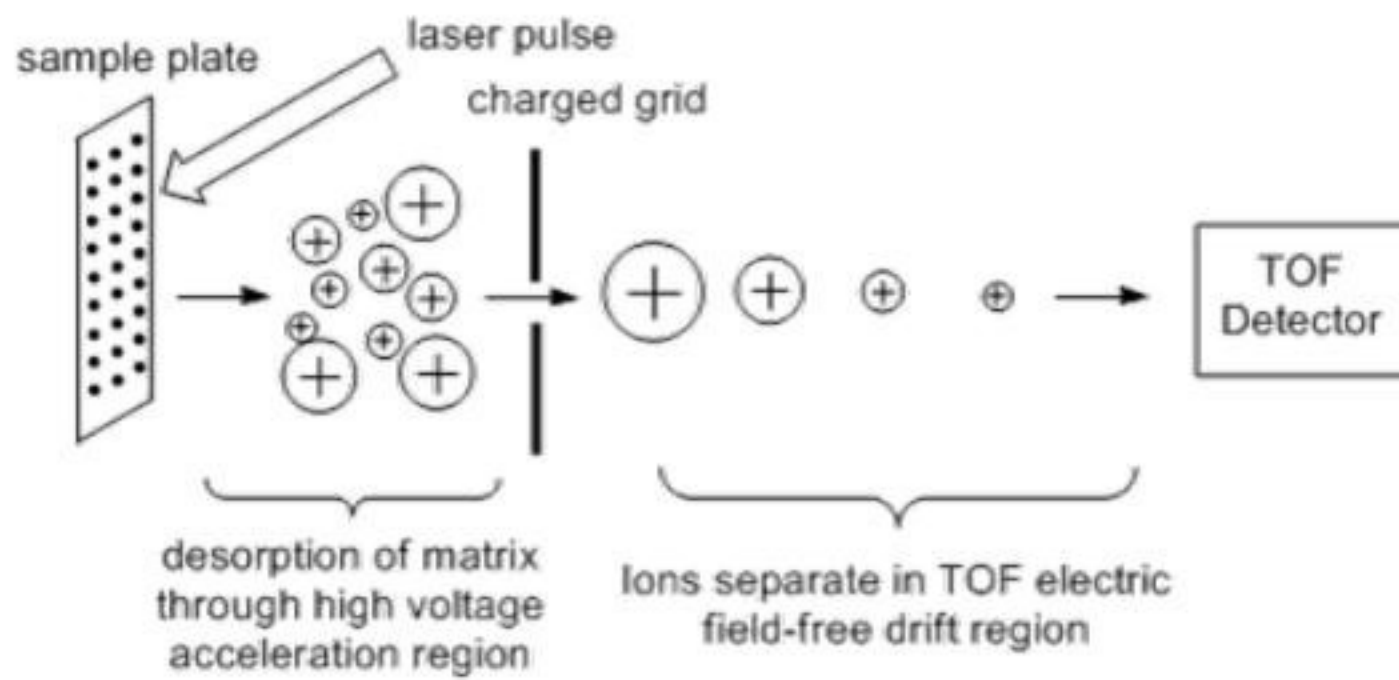 sample plate
laser pulse
charged grid
TOF
Detector
desorption of matrix
through high voltage
acceleration region
Ions separate in TOF electric
field-free drift region